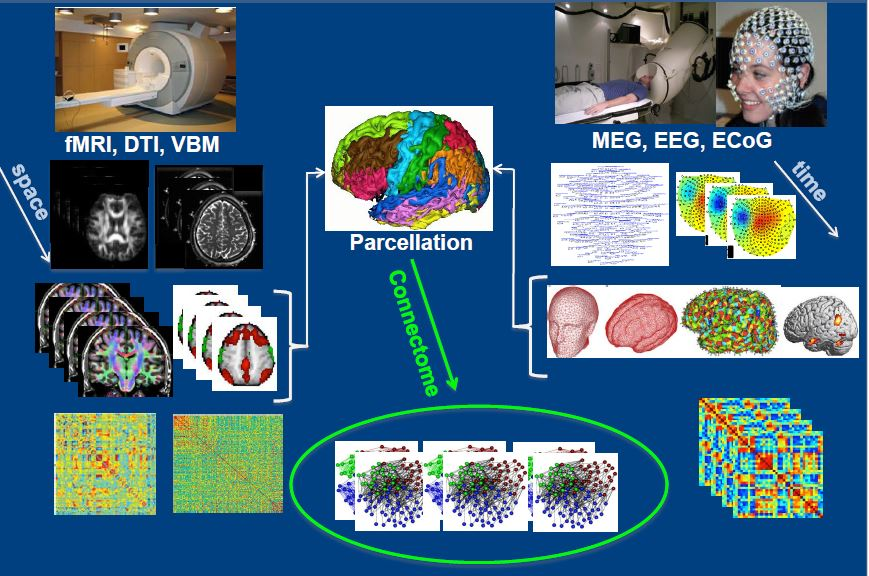 fMRI, DTI, VBM
MEG, EEG, ECoG
space
time
Parcellation
Connectome